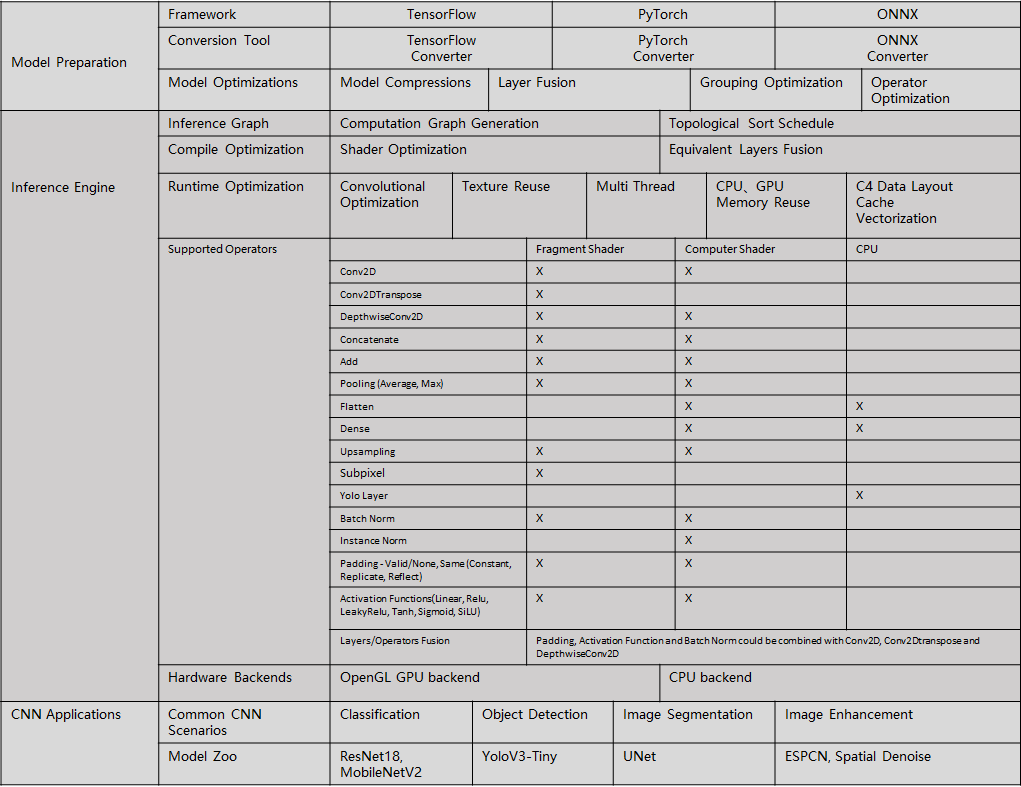 Framework TensorFlow PyTorch ONNX
Model Preparation
Conversion Tool TensorFlow Converter PyTorch Converter ONNX Converter
Model Optimizations Model Compressions Layer Fusion Grouping Optimization Operator Optimization
Inference Engine
Inference Graph Computation Graph Generation Topological Sort Schedule
Compile Optimization Shader Optimization Equivalent Layers Fusion
Runtime Optimization Convolutional Optimization Texture Reuse Multi Thread CPU、GPU Memory Reuse C4 Data Layout Cache Vectorization
Supported Operators Fragment Shader Computer Shader CPU
Conv2D X X
Conv2DTranspose X
DepthwiseConv2D X X
Concatenate X X
Add X X
Pooling (Average, Max) X X
Flatten X X
Dense X X
Upsampling X X
Subpixel X
Yolo Layer X
Batch Norm X X
Instance Norm X
Padding - Valid/None, Same (Constant, Replicate, Reflect) X X
Activation Functions(Linear, Relu, LeakyRelu, Tanh, Sigmoid, SiLU) X X
Layers/Operators Fusion Padding, Activation Function and Batch Norm could be combined with Conv2D, Conv2Dtranspose and DepthwiseConv2D
Hardware Backends OpenGL GPU backend CPU backend
CNN Applications Common CNN Scenarios Classification Object Detection Image Segmentation Image Enhancement
Model Zoo ResNet18, MobileNetV2 YoloV3-Tiny UNet ESPCN, Spatial Denoise